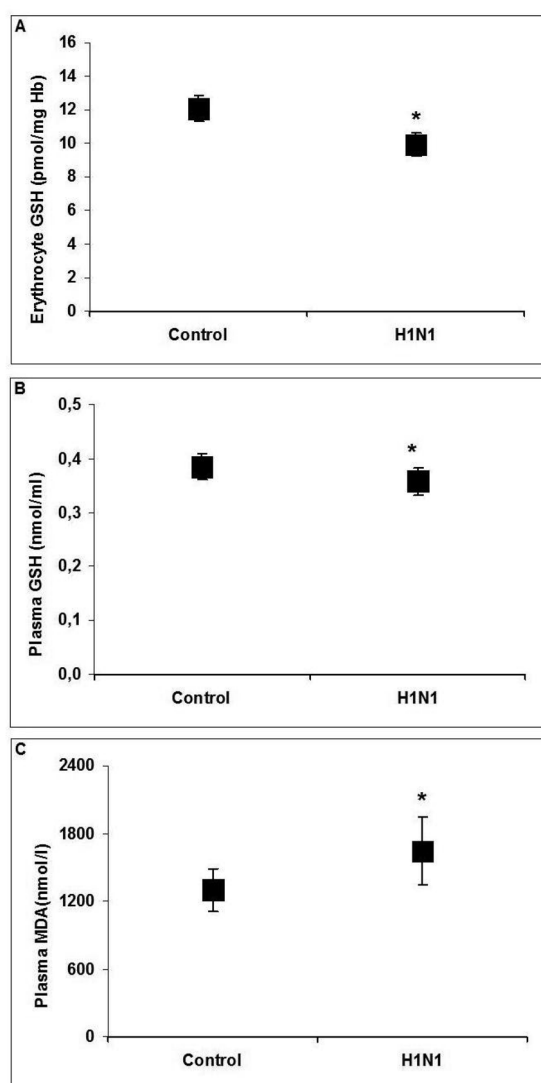 A
Erythrocyte GSH (pmol/mg Hb)
16
14
12
10
8
6
4
2
0
*
Control H1N1
B
Plasma GSH (nmol/ml)
0,5
0,4
0,3
0,2
0,1
0,0
*
Control H1N1
C
Plasma MDA(nmol/l)
2400
1800
1200
600
0
*
Control H1N1